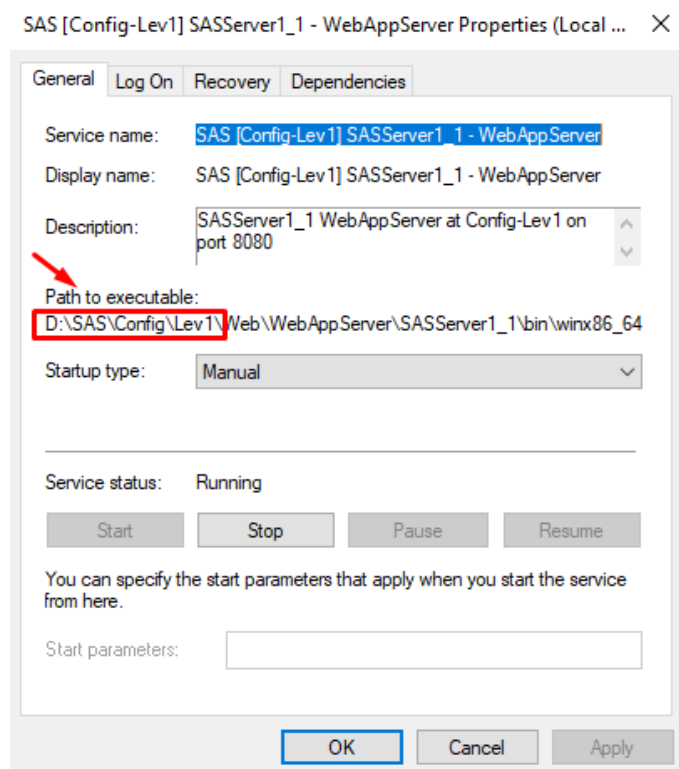 SAS [Config-Lev1] SASServer1_1 - WebAppServer Properties (Local ...
General Log On Recovery Dependencies
Service name: SAS [Config-Lev1] SASServer1_1 - WebAppServer
Display name: SAS [Config-Lev1] SASServer1_1 - WebAppServer
Description: SASServer1_1 WebAppServer at Config-Lev1 on
port 8080
Path to executable:
D:\SAS\Config\Lev1\Web\WebAppServer\SASServer1_1\bin\winx86_64
Startup type: Manual
Service status: Running
Start Stop Pause Resume
You can specify the start parameters that apply when you start the service
from here.
Start parameters:
OK Cancel Apply